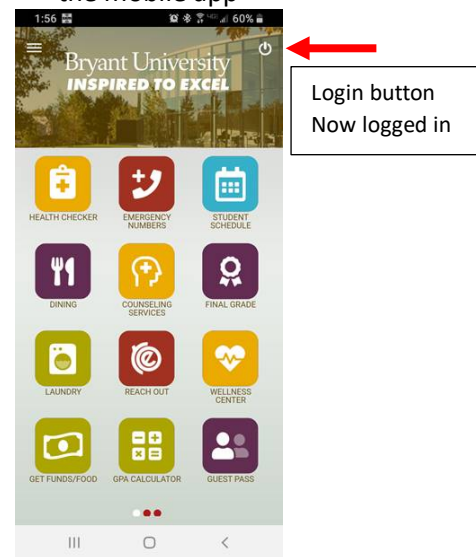 the mobile app
1:56 60%
Bryant University
INSPIRED TO EXCEL
Login button
Now logged in
HEALTH CHECKER
EMERGENCY
NUMBERS
STUDENT
SCHEDULE
DINING
COUNSELING
SERVICES
FINAL GRADE
LAUNDRY
REACH OUT
WELLNESS
CENTER
GET FUNDS/FOOD
GPA CALCULATOR
GUEST PASS